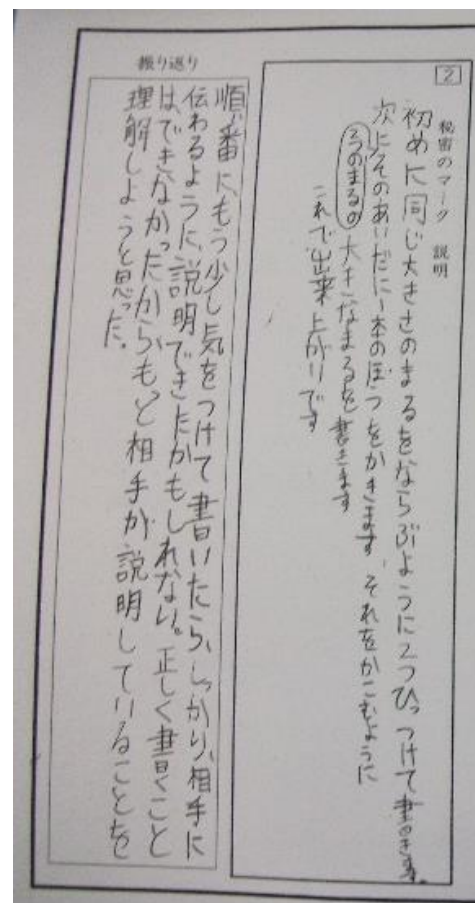 2
秘密のマーク 説明
初めに同じ大きさのまるをならぶように2つひっつけて書きます。
次にそのあいだに1本のぼうをかきます、それをかこむように
2つのまるの大きなまるを書きます
これで出来上がりです
振り返り
順番にもう少し気をつけて書いたら、しっかり、相手に
伝わるように、説明できたかもしれない。正しく書くこと
は、できなかったからもっと相手が説明していることを
理解しようと思った。